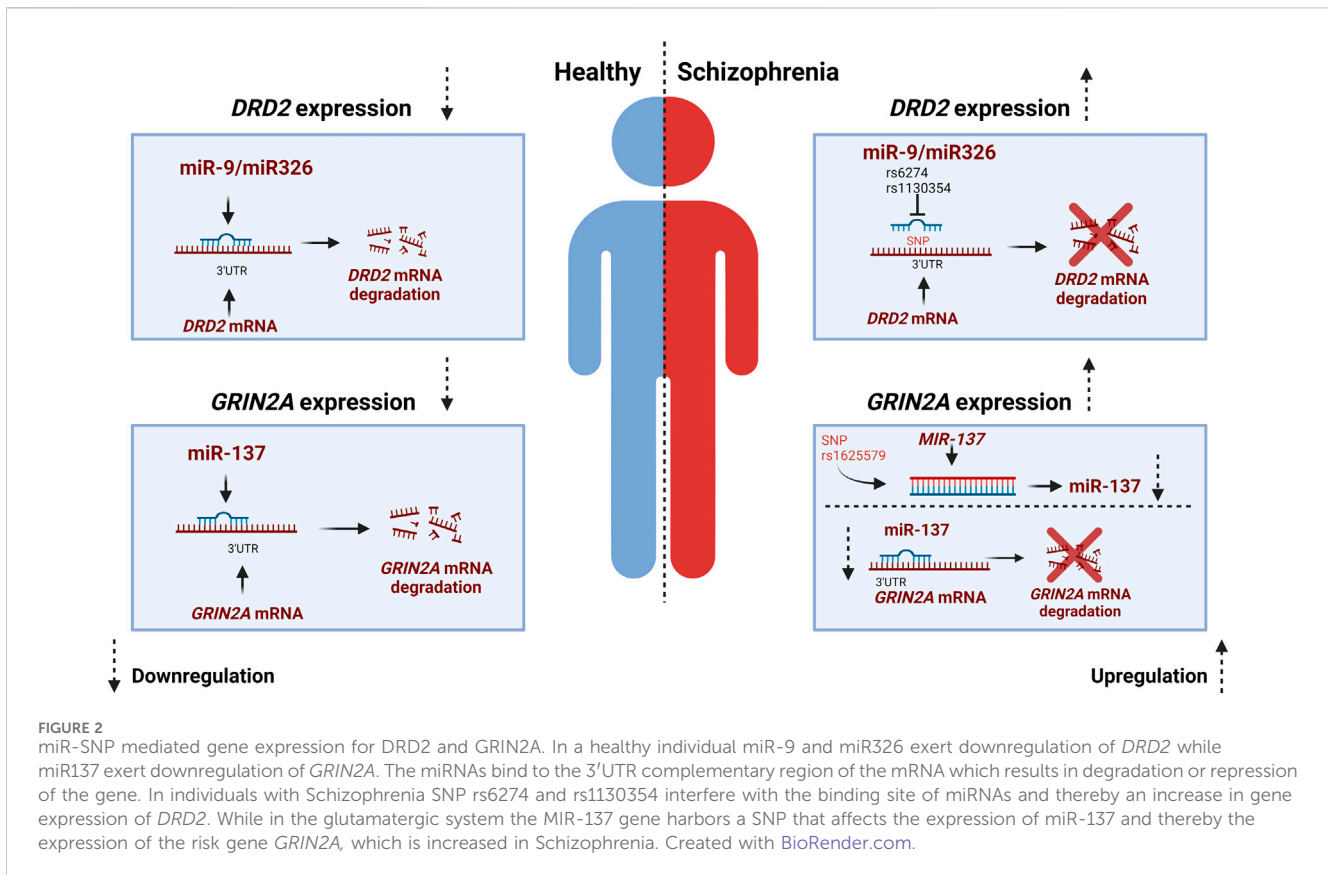 Healthy
Schizophrenia
DRD2 expression
miR-9/miR326
3'UTR
DRD2 mRNA
degradation
DRD2 mRNA
GRIN2A expression
miR-137
3'UTR
GRIN2A mRNA
degradation
GRIN2A mRNA
Downregulation
DRD2 expression
miR-9/miR326
rs6274
rs1130354
SNP
3'UTR
DRD2 mRNA
degradation
DRD2 mRNA
GRIN2A expression
SNP
rs1625579
MIR-137
miR-137
miR-137
3'UTR
GRIN2A mRNA
GRIN2A mRNA
degradation
Upregulation
FIGURE 2
miR-SNP mediated gene expression for DRD2 and GRIN2A. In a healthy individual miR-9 and miR326 exert downregulation of DRD2 while
miR137 exert downregulation of GRIN2A. The miRNAs bind to the 3′UTR complementary region of the mRNA which results in degradation or repression
of the gene. In individuals with Schizophrenia SNP rs6274 and rs1130354 interfere with the binding site of miRNAs and thereby an increase in gene
expression of DRD2. While in the glutamatergic system the MIR-137 gene harbors a SNP that affects the expression of miR-137 and thereby the
expression of the risk gene GRIN2A, which is increased in Schizophrenia. Created with BioRender.com.